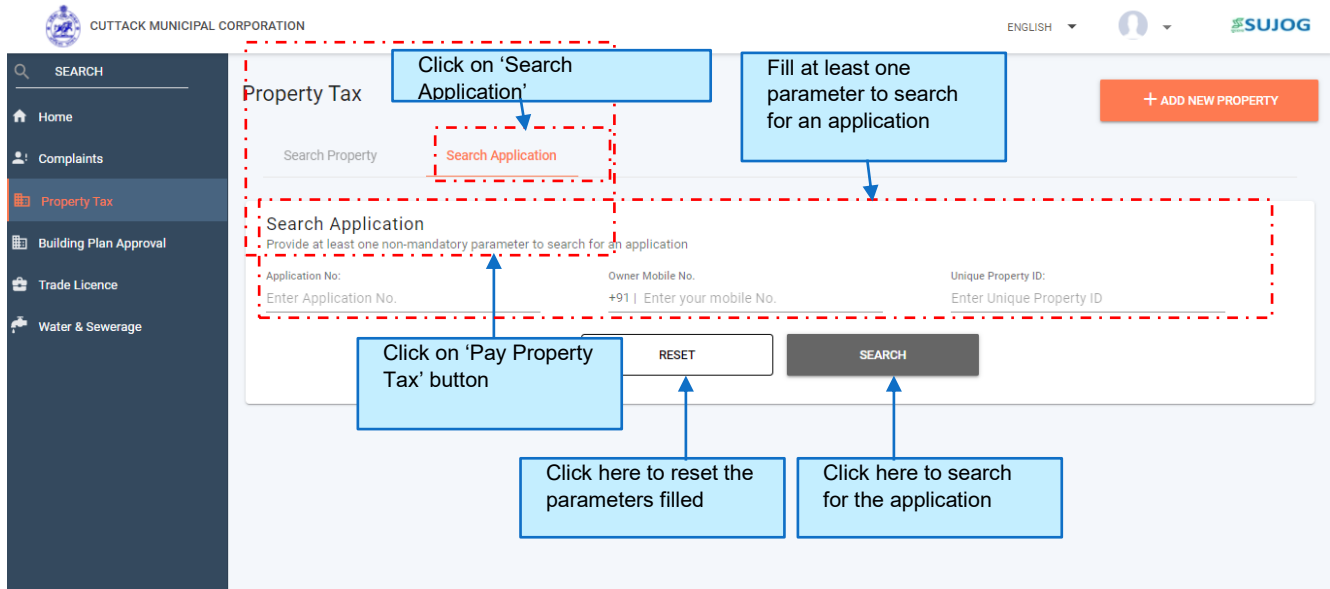 CUTTACK MUNICIPAL CORPORATION
ENGLISH
SUJOG
SEARCH
Home
Complaints
Property Tax
Building Plan Approval
Trade Licence
Water & Sewerage
Property Tax
Click on ‘Search
Application’
Fill at least one
parameter to search
for an application
+ ADD NEW PROPERTY
Search Property
Search Application
Search Application
Provide at least one non-mandatory parameter to search for an application
Application No:
Enter Application No.
Owner Mobile No.
+91 | Enter your mobile No.
Unique Property ID:
Enter Unique Property ID
Click on ‘Pay Property
Tax’ button
RESET
SEARCH
Click here to reset the
parameters filled
Click here to search
for the application